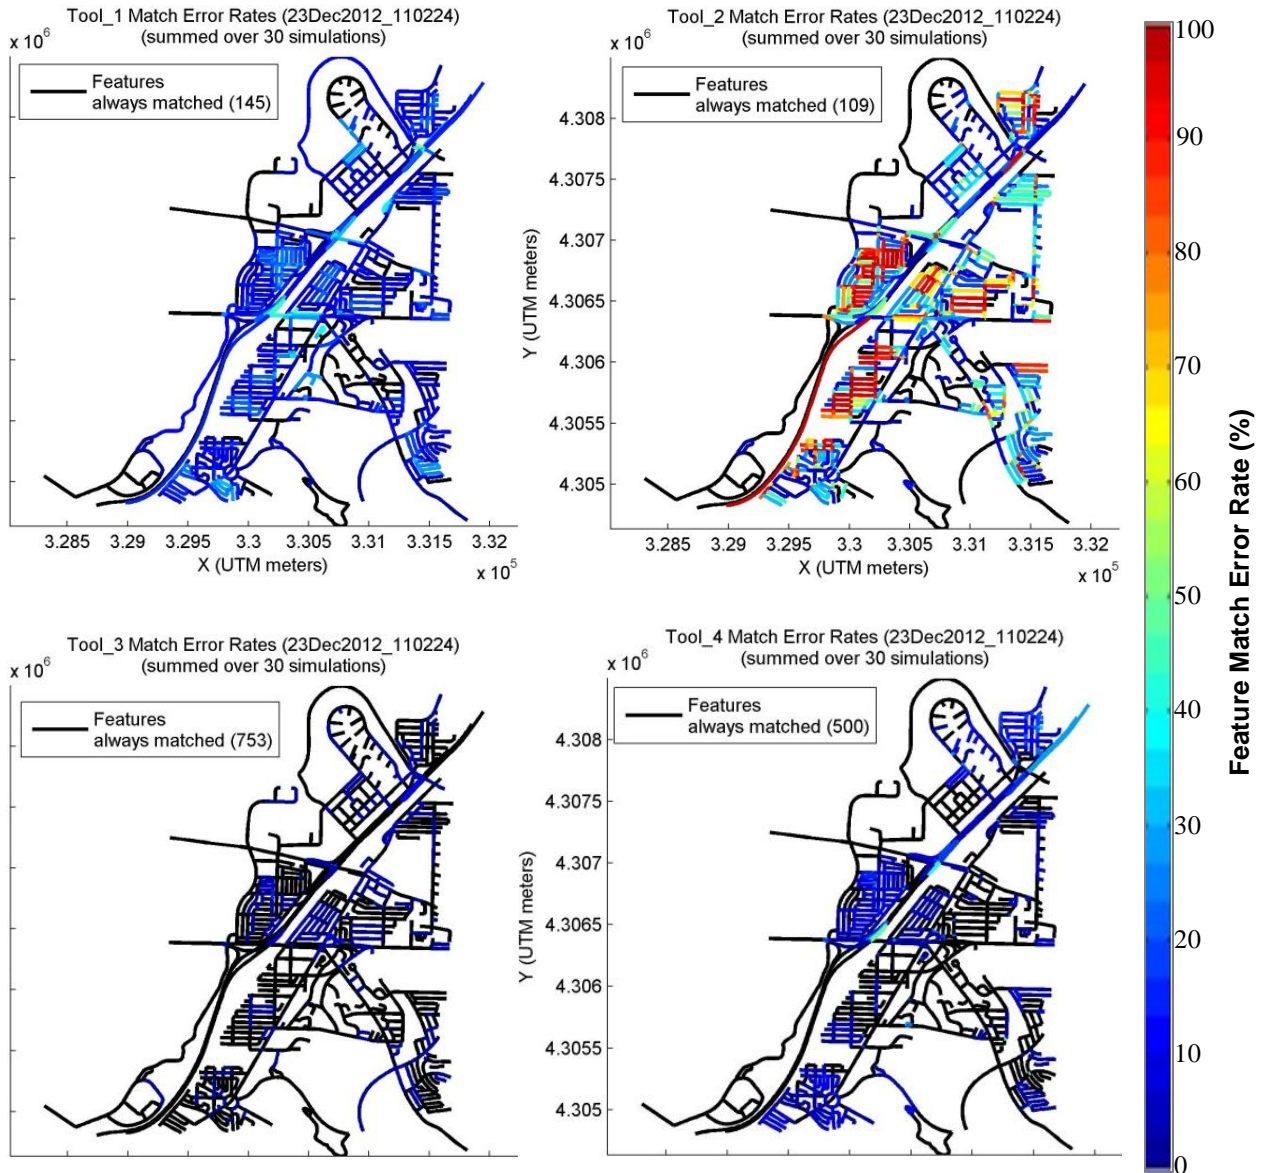 Tool_1 Match Error Rates (23Dec2012_110224)
(summed over 30 simulations)
x 10^6
Features
always matched (145)
3.285 3.29 3.295 3.3 3.305 3.31 3.315 3.32
X (UTM meters)
x 10^5
Tool_2 Match Error Rates (23Dec2012_110224)
(summed over 30 simulations)
x 10^6
Features
always matched (109)
4.308
4.3075
4.307
4.3065
4.306
4.3055
4.305
Y (UTM meters)
3.285 3.29 3.295 3.3 3.305 3.31 3.315 3.32
X (UTM meters)
x 10^5
Tool_3 Match Error Rates (23Dec2012_110224)
(summed over 30 simulations)
x 10^6
Features
always matched (753)
Tool_4 Match Error Rates (23Dec2012_110224)
(summed over 30 simulations)
x 10^6
Features
always matched (500)
4.308
4.3075
4.307
4.3065
4.306
4.3055
4.305
Y (UTM meters)
100
90
80
70
60
50
40
30
20
10
0
Feature Match Error Rate (%)